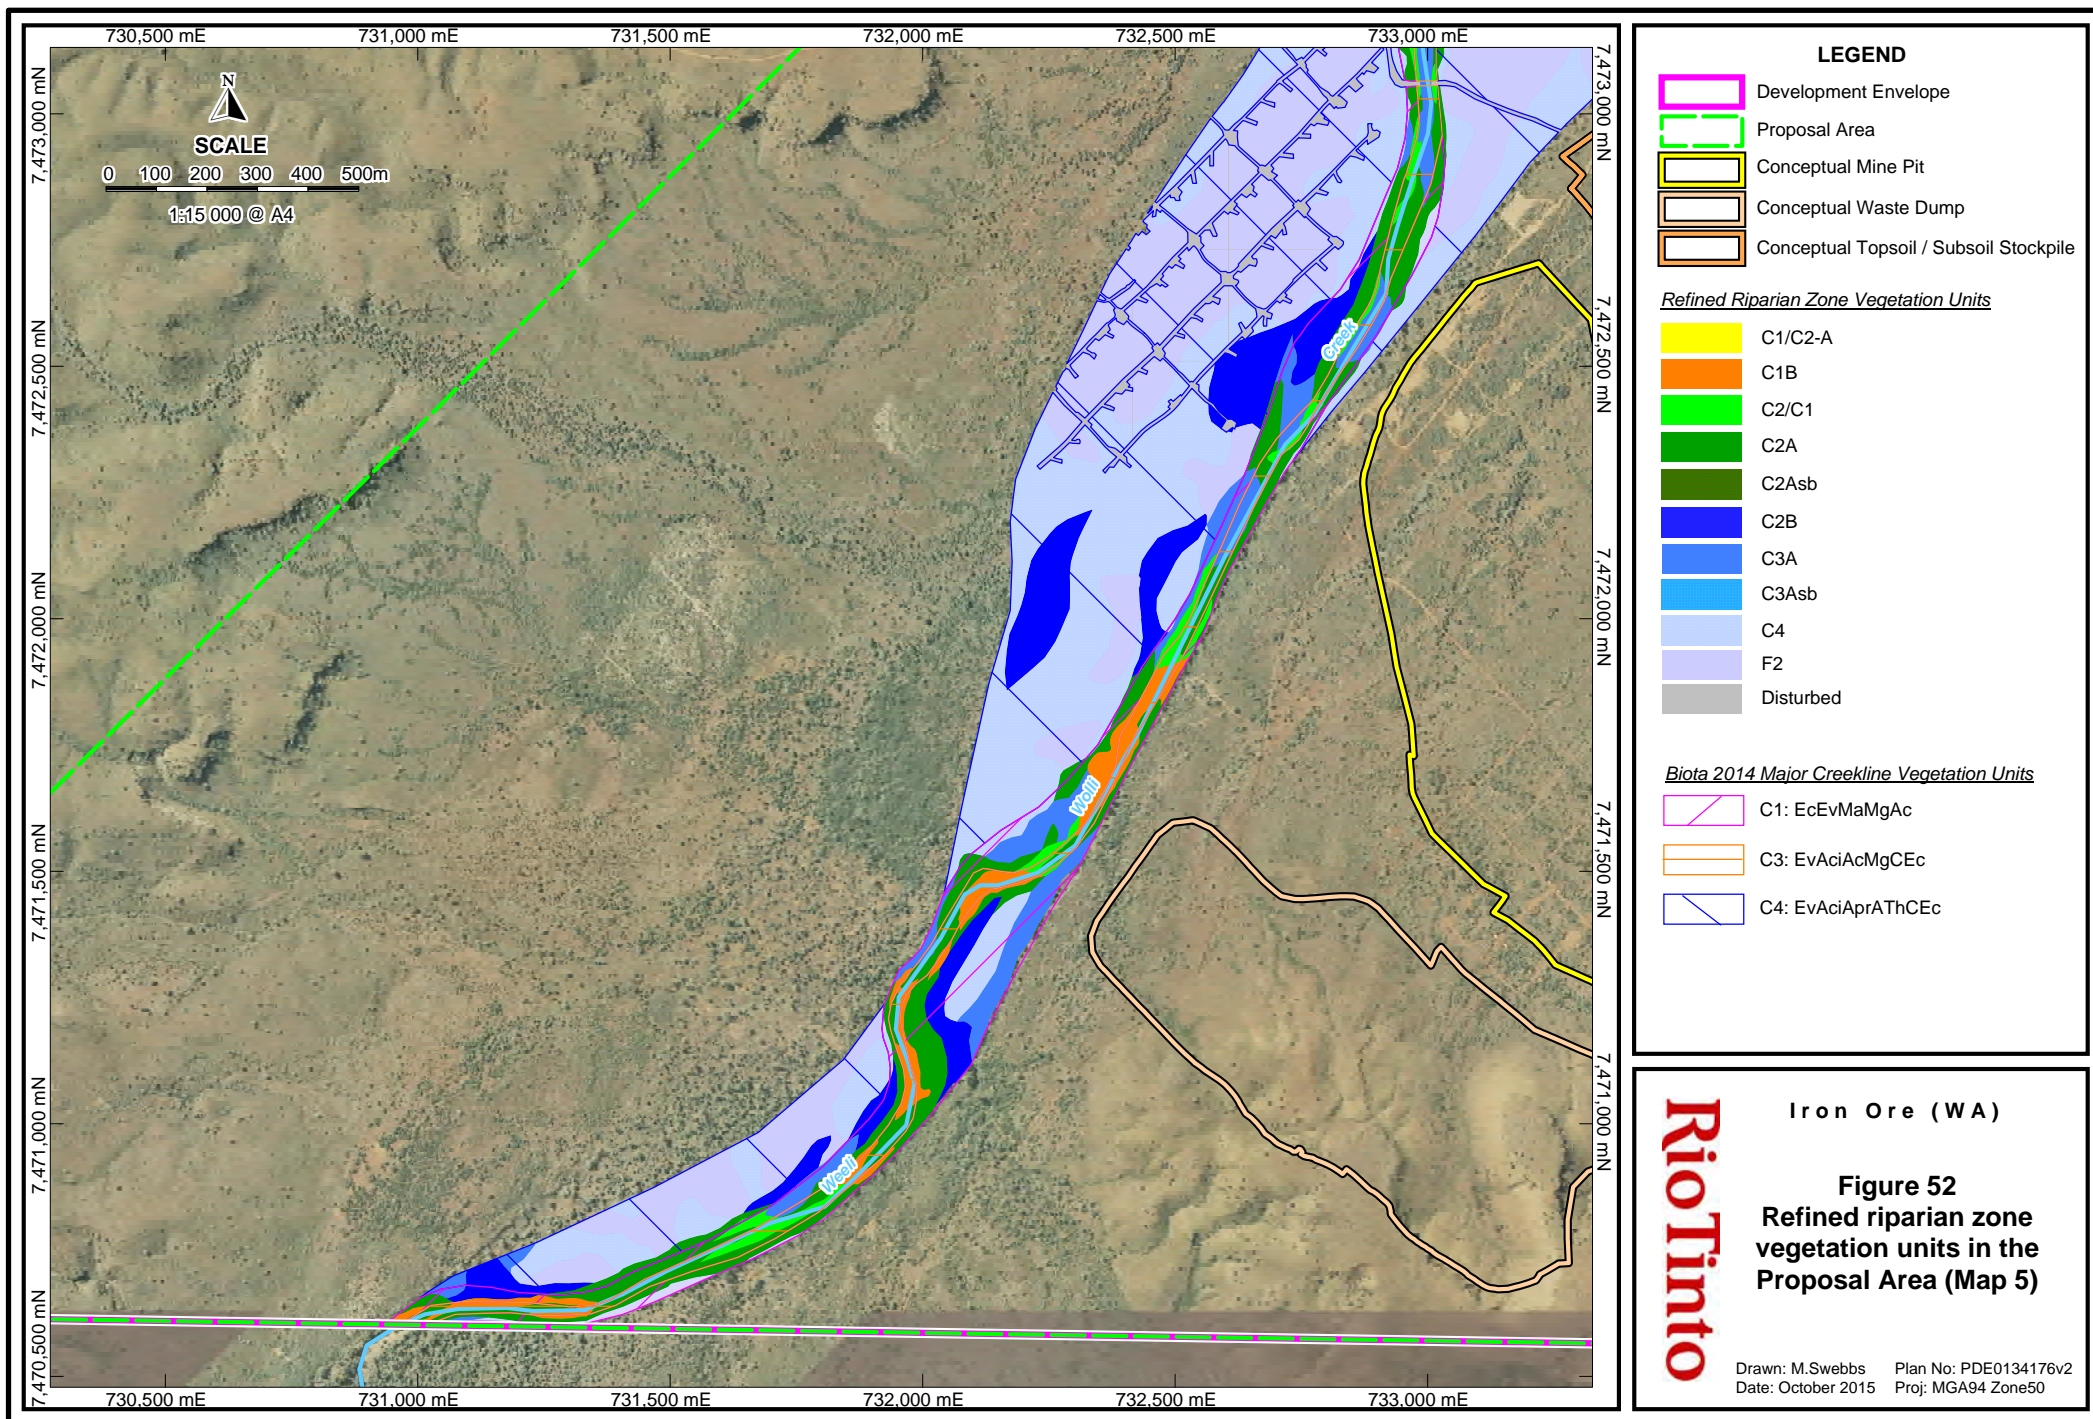 730,500 mE
731,000 mE
731,500 mE
732,000 mE
732,500 mE
733,000 mE
7,473,000 mN
7,472,500 mN
7,472,000 mN
7,471,500 mN
7,471,000 mN
7,470,500 mN
N
SCALE
0 100 200 300 400 500m
1:15 000 @ A4
Creek
Wolli
Weeli
7,473,000 mN
7,472,500 mN
7,472,000 mN
7,471,500 mN
7,471,000 mN
730,500 mE
731,000 mE
731,500 mE
732,000 mE
732,500 mE
733,000 mE
LEGEND
Development Envelope
Proposal Area
Conceptual Mine Pit
Conceptual Waste Dump
Conceptual Topsoil / Subsoil Stockpile
Refined Riparian Zone Vegetation Units
C1/C2-A
C1B
C2/C1
C2A
C2Asb
C2B
C3A
C3Asb
C4
F2
Disturbed
Biota 2014 Major Creekline Vegetation Units
C1: EcEvMaMgAc
C3: EvAciAcMgCEc
C4: EvAciAprAThCEc
RioTinto
Iron Ore (WA)
Figure 52
Refined riparian zone
vegetation units in the
Proposal Area (Map 5)
Drawn: M.Swebbs Plan No: PDE0134176v2
Date: October 2015 Proj: MGA94 Zone50